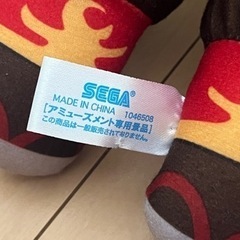 SEGA
MADE IN CHINA 1046508
[アミューズメント専用景品]
この商品は一般販売されておりません。